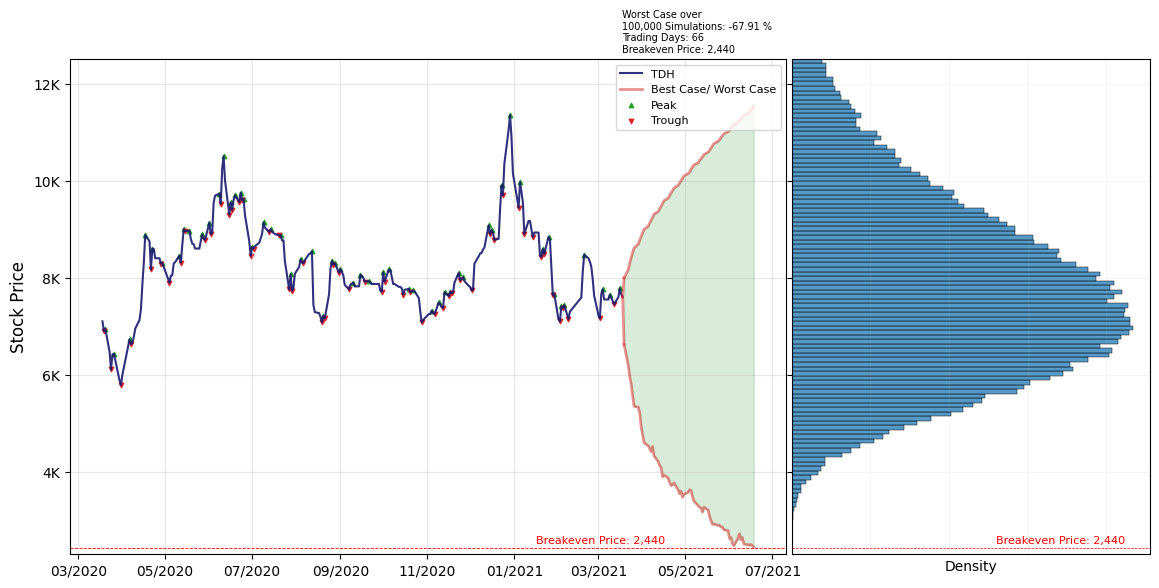 Worst Case over
100,000 Simulations: -67.91 %
Trading Days: 66
Breakeven Price: 2,440
TDH
Best Case/ Worst Case
Peak
Trough
12K
10K
8K
6K
4K
Stock Price
Breakeven Price: 2,440
Breakeven Price: 2,440
03/2020 05/2020 07/2020 09/2020 11/2020 01/2021 03/2021 05/2021 07/2021
Density